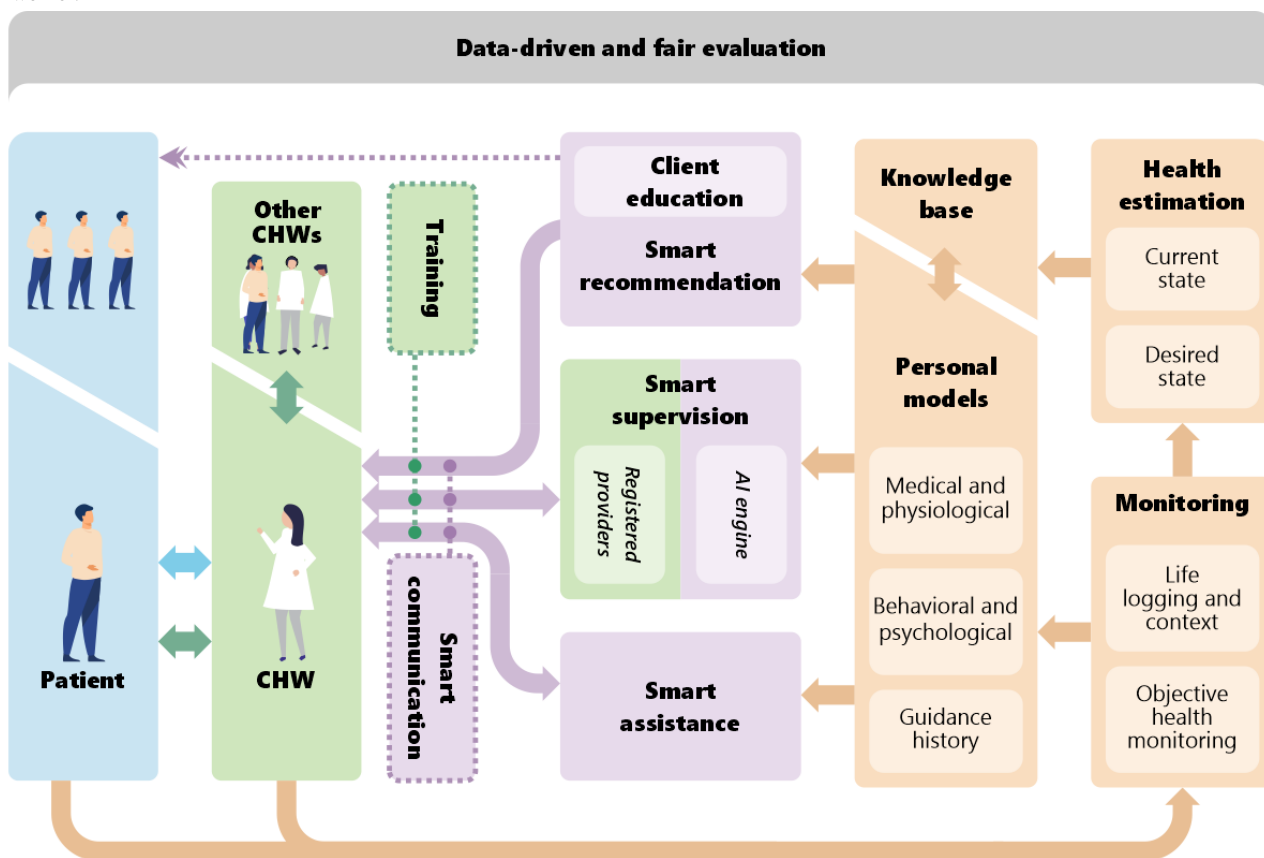 Data-driven and fair evaluation
Other
CHWs
Patient
CHW
Training
Smart
communication
Client
education
Smart
recommendation
Smart
supervision
Registered
providers
AI engine
Smart
assistance
Knowledge
base
Personal
models
Medical and
physiological
Behavioral and
psychological
Guidance
history
Health
estimation
Current
state
Desired
state
Monitoring
Life
logging and
context
Objective
health
monitoring